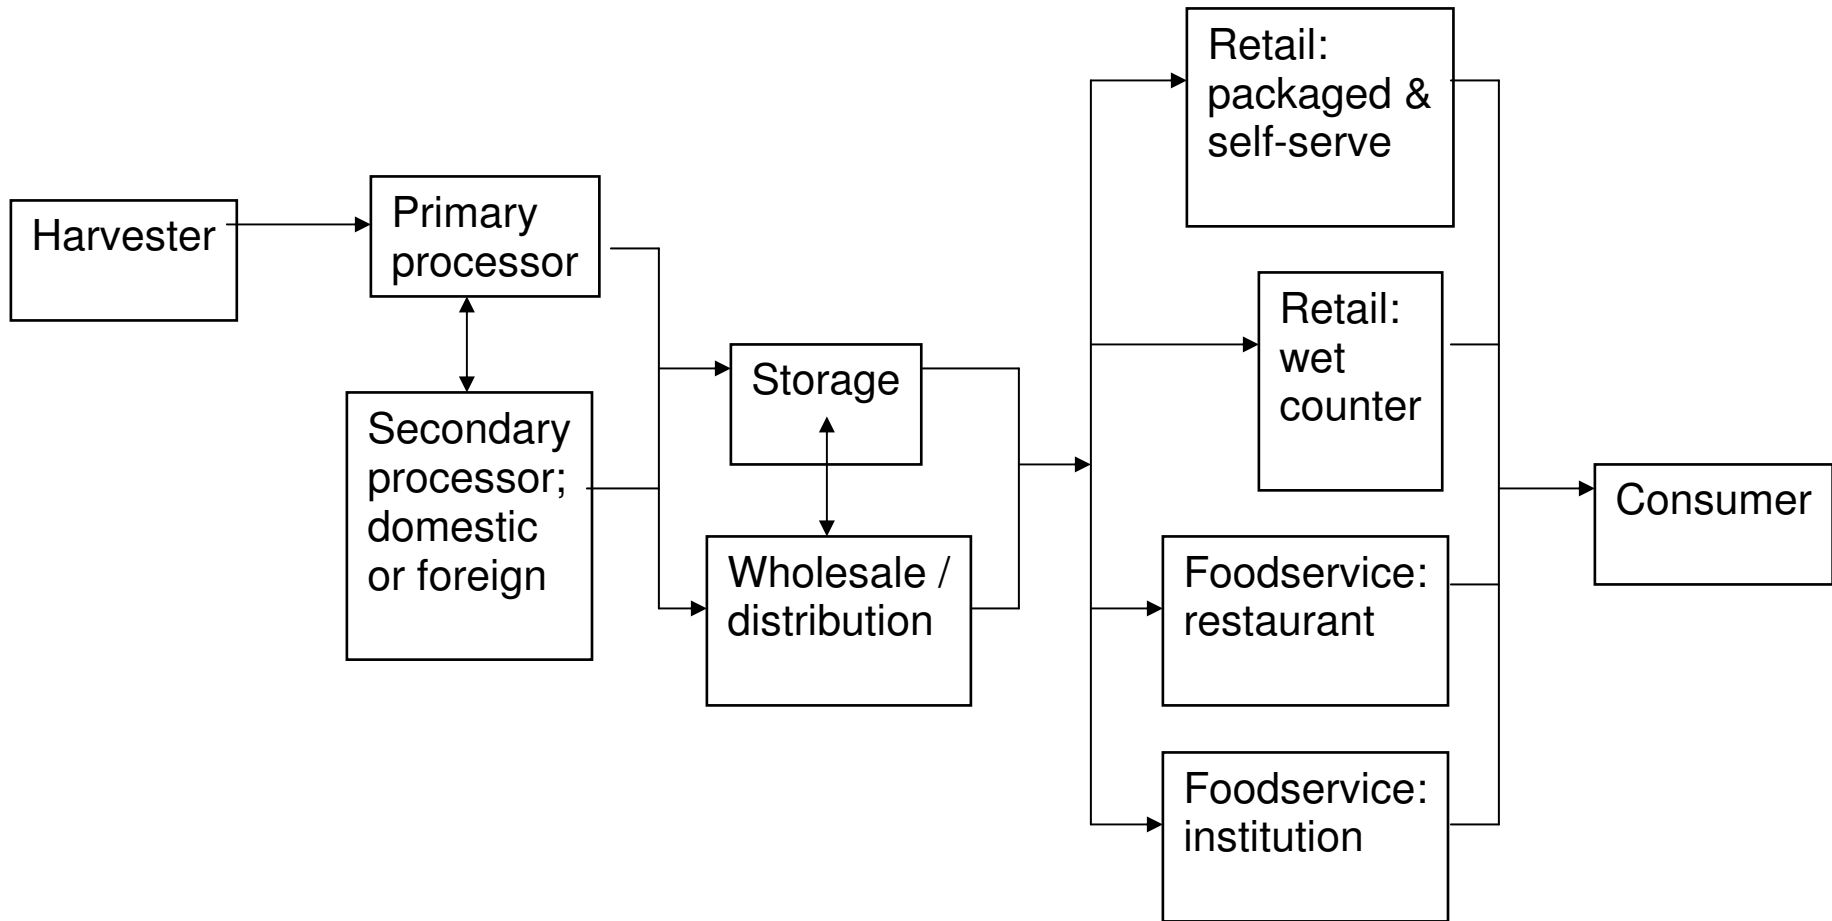 Harvester
Primary
processor
Secondary
processor;
domestic
or foreign
Storage
Wholesale /
distribution
Retail:
packaged &
self-serve
Retail:
wet
counter
Foodservice:
restaurant
Foodservice:
institution
Consumer